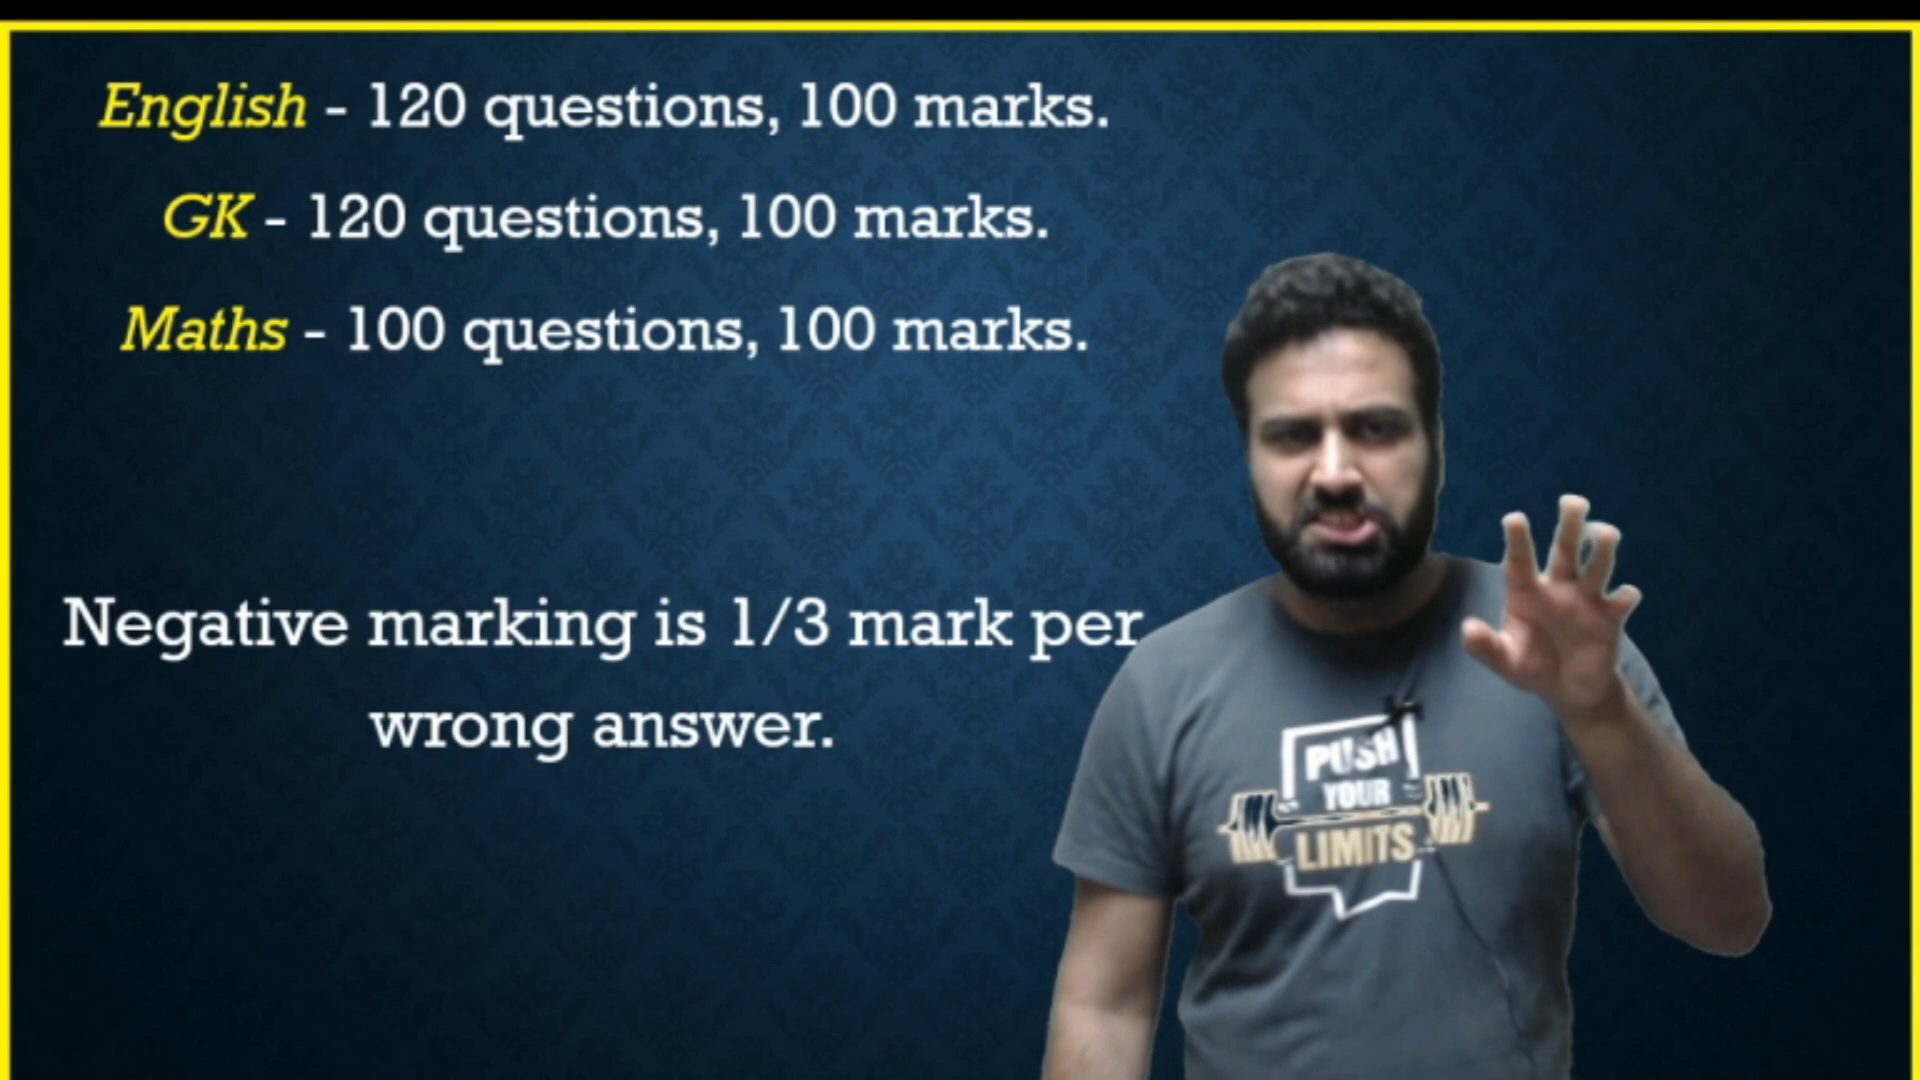 English - 120 questions, 100 marks.
GK - 120 questions, 100 marks.
Maths - 100 questions, 100 marks.
Negative marking is 1/3 mark per
wrong answer.
PUSH
YOUR
LIMITS